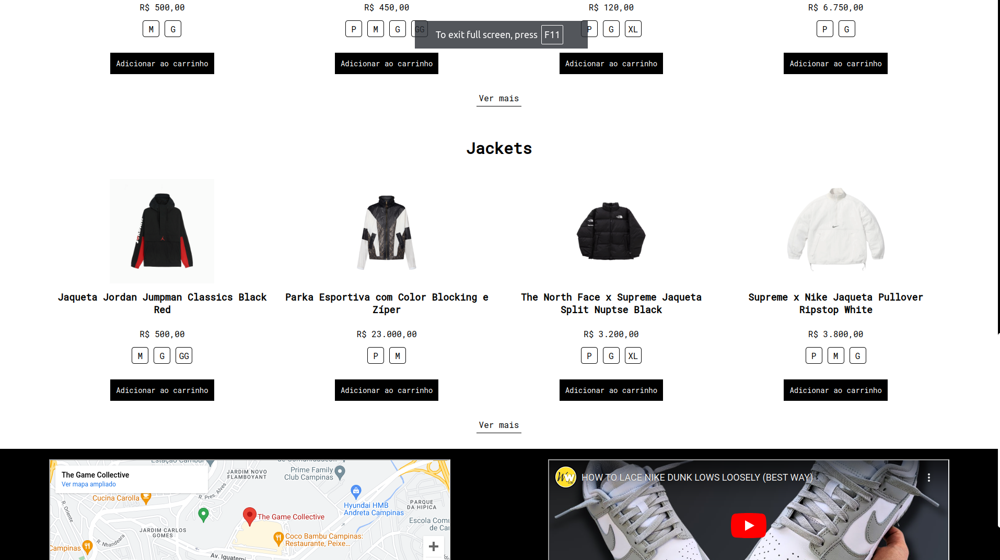 R$ 500,00
R$ 450,00
R$ 120,00
R$ 6.750,00
M G
P M G GG
P G XL
P G
To exit full screen, press F11
Adicionar ao carrinho
Adicionar ao carrinho
Adicionar ao carrinho
Adicionar ao carrinho
Ver mais
Jackets
Jaqueta Jordan Jumpman Classics Black
Red
Parka Esportiva com Color Blocking e
Zíper
The North Face x Supreme Jaqueta
Split Nuptse Black
Supreme x Nike Jaqueta Pullover
Ripstop White
R$ 500,00
R$ 23.000,00
R$ 3.200,00
R$ 3.800,00
M G GG
P M
P G XL
P M G
Adicionar ao carrinho
Adicionar ao carrinho
Adicionar ao carrinho
Adicionar ao carrinho
Ver mais
The Game Collective
Ver mapa ampliado
Estação Cambuí
JARDIM NOVO
FLAMBOYANT
Prime Family
Club Campinas
Cucina Carolla
R. Pres. Alves
R. Oriente
Hyundai HMB
Andreta Campinas
PARQUE
DA HIPICA
The Game Collective
Escola Comu
de Ca
JARDIM CARLOS
GOMES
R. Nhandeara
Coco Bambu Campinas:
Restaurante, Peixe...
Campinas
Av. Iguatemi
HOW TO LACE NIKE DUNK LOWS LOOSELY (BEST WAY)